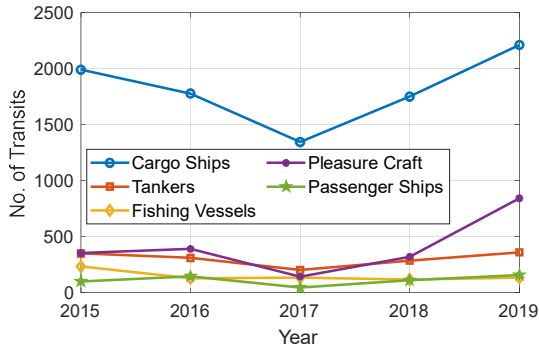 2500
2000
1500
1000
500
0
No. of Transits
Cargo Ships
Tankers
Fishing Vessels
Pleasure Craft
Passenger Ships
2015 2016 2017 2018 2019
Year